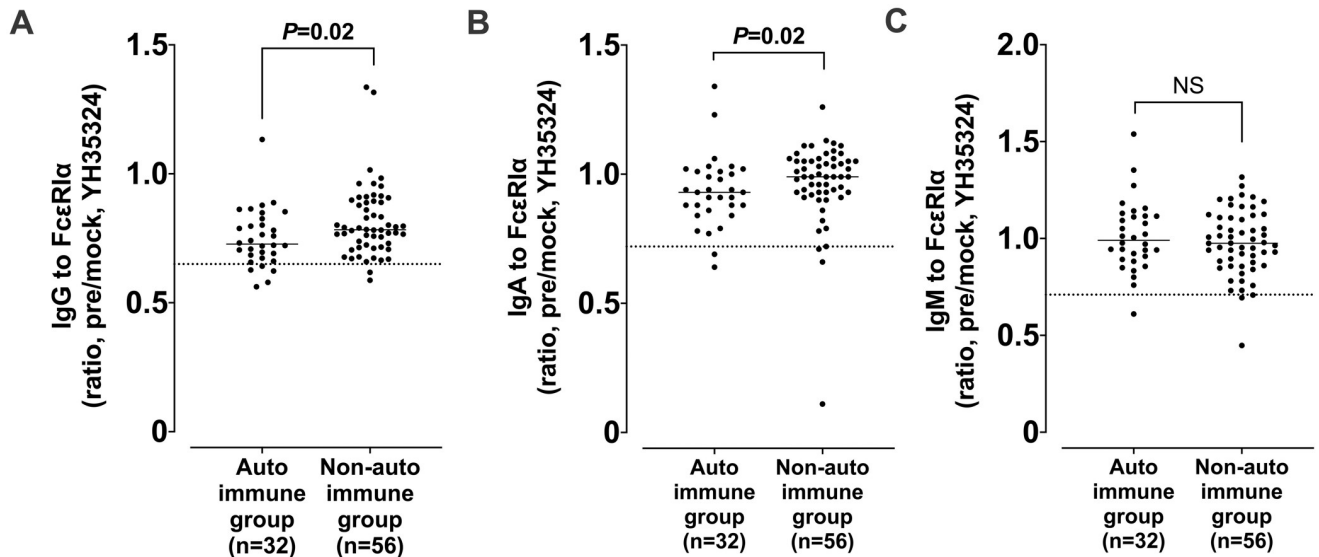 A
IgG to FcεRIα
(ratio, pre/mock, YH35324)
1.5
1.0
0.5
0
P=0.02
Auto
immune
group
(n=32)
Non-auto
immune
group
(n=56)
B
IgA to FcεRIα
(ratio, pre/mock, YH35324)
1.5
1.0
0.5
0
P=0.02
Auto
immune
group
(n=32)
Non-auto
immune
group
(n=56)
C
IgM to FcεRIα
(ratio, pre/mock, YH35324)
2.0
1.5
1.0
0.5
0
NS
Auto
immune
group
(n=32)
Non-auto
immune
group
(n=56)